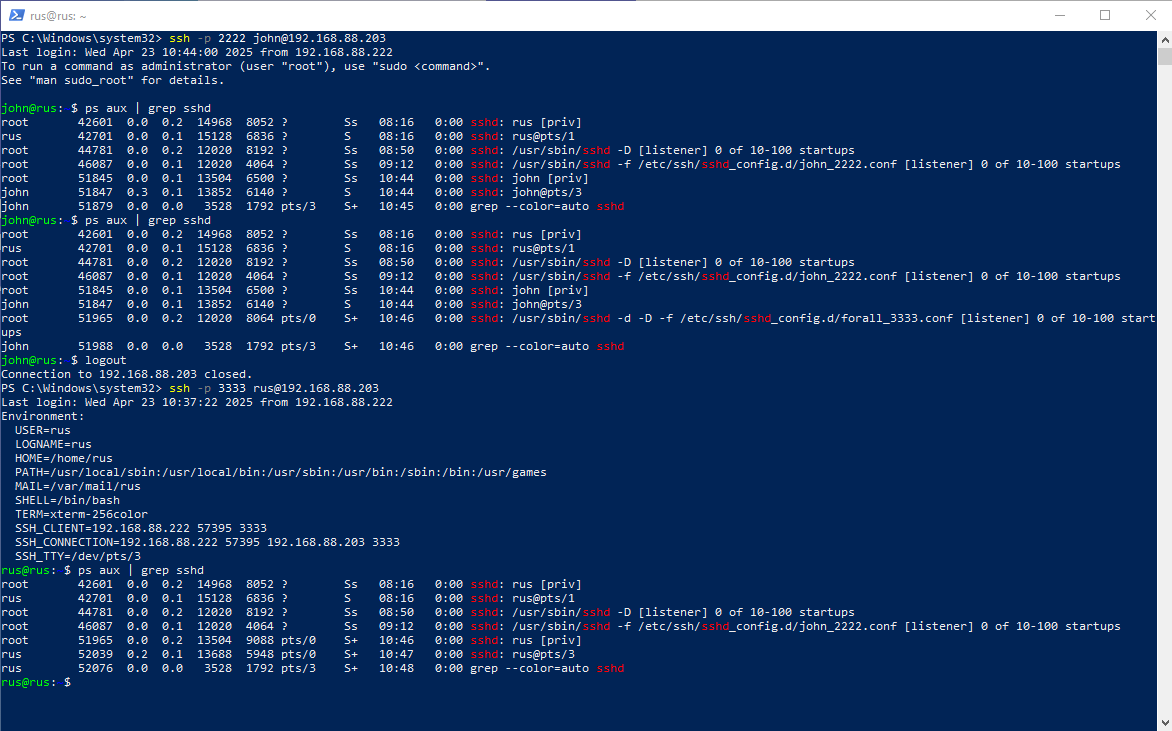 rus@rus: ~
PS C:\Windows\system32> ssh -p 2222 john@192.168.88.203
Last login: Wed Apr 23 10:44:00 2025 from 192.168.88.222
To run a command as administrator (user "root"), use "sudo <command>".
See "man sudo_root" for details.
john@rus: $ ps aux | grep sshd
root       42601  0.0  0.2  14968  8052 ?        Ss   08:16   0:00 sshd: rus [priv]
rus        42701  0.0  0.1  15128  6836 ?        S    08:16   0:00 sshd: rus@pts/1
root       44781  0.0  0.2  12020  8192 ?        Ss   08:50   0:00 sshd: /usr/sbin/sshd -D [listener] 0 of 10-100 startups
root       46087  0.0  0.1  12020  4064 ?        Ss   09:12   0:00 sshd: /usr/sbin/sshd -f /etc/ssh/sshd_config.d/john_2222.conf [listener] 0 of 10-100 startups
root       51845  0.0  0.1  13504  6500 ?        Ss   10:44   0:00 sshd: john [priv]
john       51847  0.3  0.1  13852  6140 ?        S    10:44   0:00 sshd: john@pts/3
john       51879  0.0  0.0   3528  1792 pts/3    S+   10:45   0:00 grep --color=auto sshd
john@rus: $ ps aux | grep sshd
root       42601  0.0  0.2  14968  8052 ?        Ss   08:16   0:00 sshd: rus [priv]
rus        42701  0.0  0.1  15128  6836 ?        S    08:16   0:00 sshd: rus@pts/1
root       44781  0.0  0.2  12020  8192 ?        Ss   08:50   0:00 sshd: /usr/sbin/sshd -D [listener] 0 of 10-100 startups
root       46087  0.0  0.1  12020  4064 ?        Ss   09:12   0:00 sshd: /usr/sbin/sshd -f /etc/ssh/sshd_config.d/john_2222.conf [listener] 0 of 10-100 startups
root       51845  0.0  0.1  13504  6500 ?        Ss   10:44   0:00 sshd: john [priv]
john       51847  0.0  0.1  13852  6140 ?        S    10:44   0:00 sshd: john@pts/3
root       51965  0.0  0.2  12020  8064 pts/0    S+   10:46   0:00 sshd: /usr/sbin/sshd -d -D -f /etc/ssh/sshd_config.d/forall_3333.conf [listener] 0 of 10-100 start
ups
john       51988  0.0  0.0   3528  1792 pts/3    S+   10:46   0:00 grep --color=auto sshd
john@rus: $ logout
Connection to 192.168.88.203 closed.
PS C:\Windows\system32> ssh -p 3333 rus@192.168.88.203
Last login: Wed Apr 23 10:37:22 2025 from 192.168.88.222
Environment:
  USER=rus
  LOGNAME=rus
  HOME=/home/rus
  PATH=/usr/local/sbin:/usr/local/bin:/usr/sbin:/usr/bin:/sbin:/bin:/usr/games
  MAIL=/var/mail/rus
  SHELL=/bin/bash
  TERM=xterm-256color
  SSH_CLIENT=192.168.88.222 57395 3333
  SSH_CONNECTION=192.168.88.222 57395 192.168.88.203 3333
  SSH_TTY=/dev/pts/3
rus@rus: $ ps aux | grep sshd
root       42601  0.0  0.2  14968  8052 ?        Ss   08:16   0:00 sshd: rus [priv]
rus        42701  0.0  0.1  15128  6836 ?        S    08:16   0:00 sshd: rus@pts/1
root       44781  0.0  0.2  12020  8192 ?        Ss   08:50   0:00 sshd: /usr/sbin/sshd -D [listener] 0 of 10-100 startups
root       46087  0.0  0.1  12020  4064 ?        Ss   09:12   0:00 sshd: /usr/sbin/sshd -f /etc/ssh/sshd_config.d/john_2222.conf [listener] 0 of 10-100 startups
root       51965  0.0  0.2  13504  9088 pts/0    S+   10:46   0:00 sshd: rus [priv]
rus        52039  0.2  0.1  13688  5948 pts/0    S+   10:47   0:00 sshd: rus@pts/3
rus        52076  0.0  0.0   3528  1792 pts/3    S+   10:48   0:00 grep --color=auto sshd
rus@rus: $